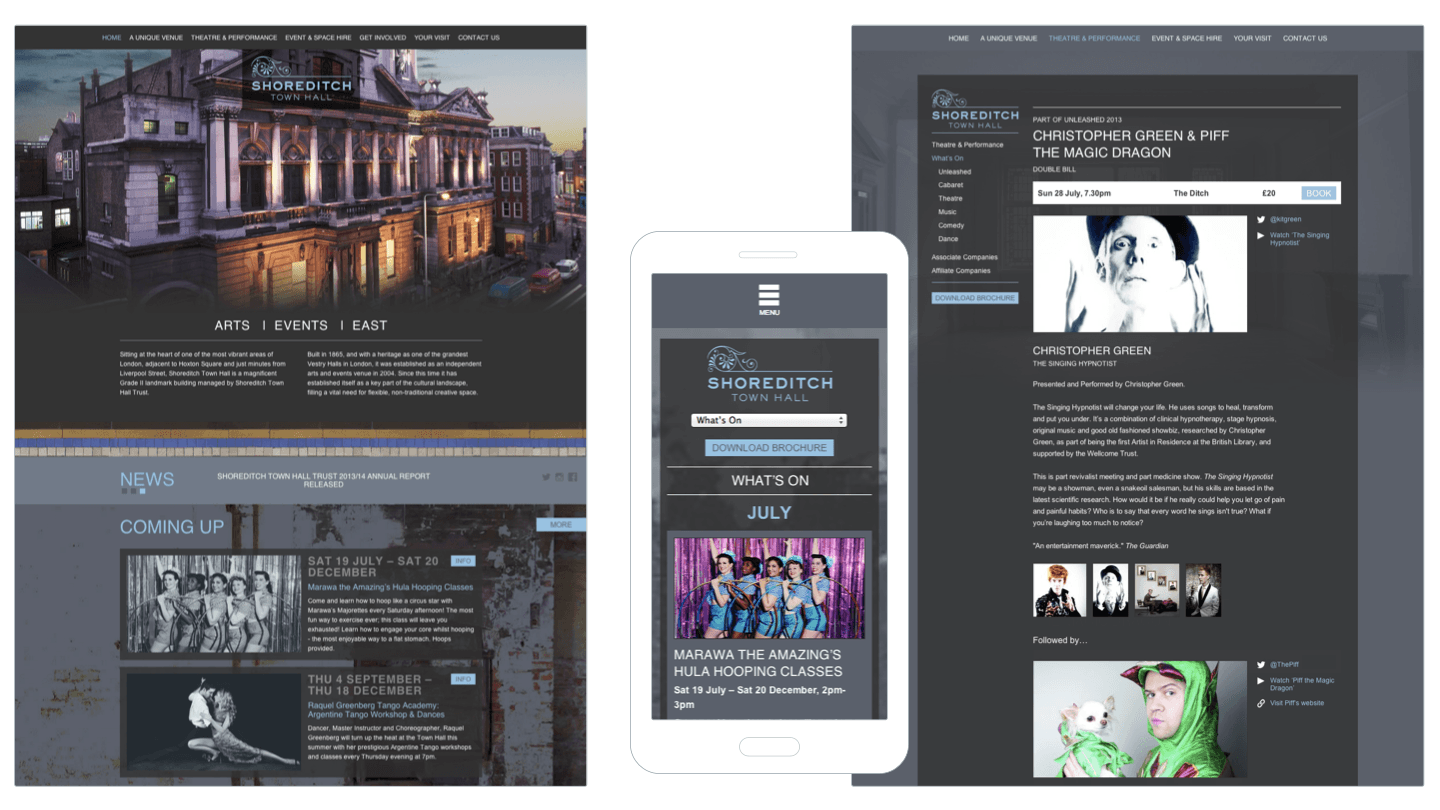 HOME A UNIQUE VENUE THEATRE & PERFORMANCE EVENT & SPACE HIRE GET INVOLVED YOUR VISIT CONTACT US
SHOREDITCH
TOWN HALL
ARTS | EVENTS | EAST
Sitting at the heart of one of the most vibrant areas of
London, adjacent to Hoxton Square and just minutes from
Liverpool Street, Shoreditch Town Hall is a magnificent
Grade II landmark building managed by Shoreditch Town
Hall Trust.
Built in 1865, and with a heritage as one of the grandest
Vestry Halls in London, it was established as an independent
arts and events venue in 2004. Since this time it has
established itself as a key part of the cultural landscape,
filling a vital need for flexible, non-traditional creative space.
NEWS
SHOREDITCH TOWN HALL TRUST 2013/14 ANNUAL REPORT
RELEASED
COMING UP
MORE
SAT 19 JULY – SAT 20
DECEMBER
INFO
Marawa the Amazing's Hula Hooping Classes
Come and learn how to hoop like a circus star with
Marawa's Majorettes every Saturday afternoon! The most
fun way to exercise ever; this class will leave you
exhausted! Learn how to engage your core whilst hooping
- the most enjoyable way to a flat stomach. Hoops
provided.
THU 4 SEPTEMBER –
THU 18 DECEMBER
INFO
Raquel Greenberg Tango Academy:
Argentine Tango Workshop & Dances
Dancer, Master Instructor and Choreographer, Raquel
Greenberg will turn up the heat at the Town Hall this
summer with her prestigious Argentine Tango workshops
and classes every Thursday evening at 7pm.
MENU
SHOREDITCH
TOWN HALL
What's On
DOWNLOAD BROCHURE
WHAT'S ON
JULY
MARAWA THE AMAZING'S
HULA HOOPING CLASSES
Sat 19 July – Sat 20 December, 2pm-
3pm
HOME A UNIQUE VENUE THEATRE & PERFORMANCE EVENT & SPACE HIRE YOUR VISIT CONTACT US
SHOREDITCH
TOWN HALL
Theatre & Performance
What's On
Unleashed
Cabaret
Theatre
Music
Comedy
Dance
Associate Companies
Affiliate Companies
DOWNLOAD BROCHURE
PART OF UNLEASHED 2013
CHRISTOPHER GREEN & PIFF
THE MAGIC DRAGON
DOUBLE BILL
Sun 28 July, 7.30pm The Ditch £20 BOOK
@kitgreen
Watch 'The Singing
Hypnotist'
CHRISTOPHER GREEN
THE SINGING HYPNOTIST
Presented and Performed by Christopher Green.
The Singing Hypnotist will change your life. He uses songs to heal, transform
and put you under. It's a combination of clinical hypnotherapy, stage hypnosis,
original music and good old fashioned showbiz, researched by Christopher
Green, as part of being the first Artist in Residence at the British Library, and
supported by the Wellcome Trust.
This is part revivalist meeting and part medicine show. The Singing Hypnotist
may be a showman, even a snakeoil salesman, but his skills are based in the
latest scientific research. How would it be if he really could help you let go of pain
and painful habits? Who is to say that every word he sings isn't true? What if
you're laughing too much to notice?
"An entertainment maverick." The Guardian
Followed by…
@ThePiff
Watch 'Piff the Magic
Dragon'
Visit Piff's website